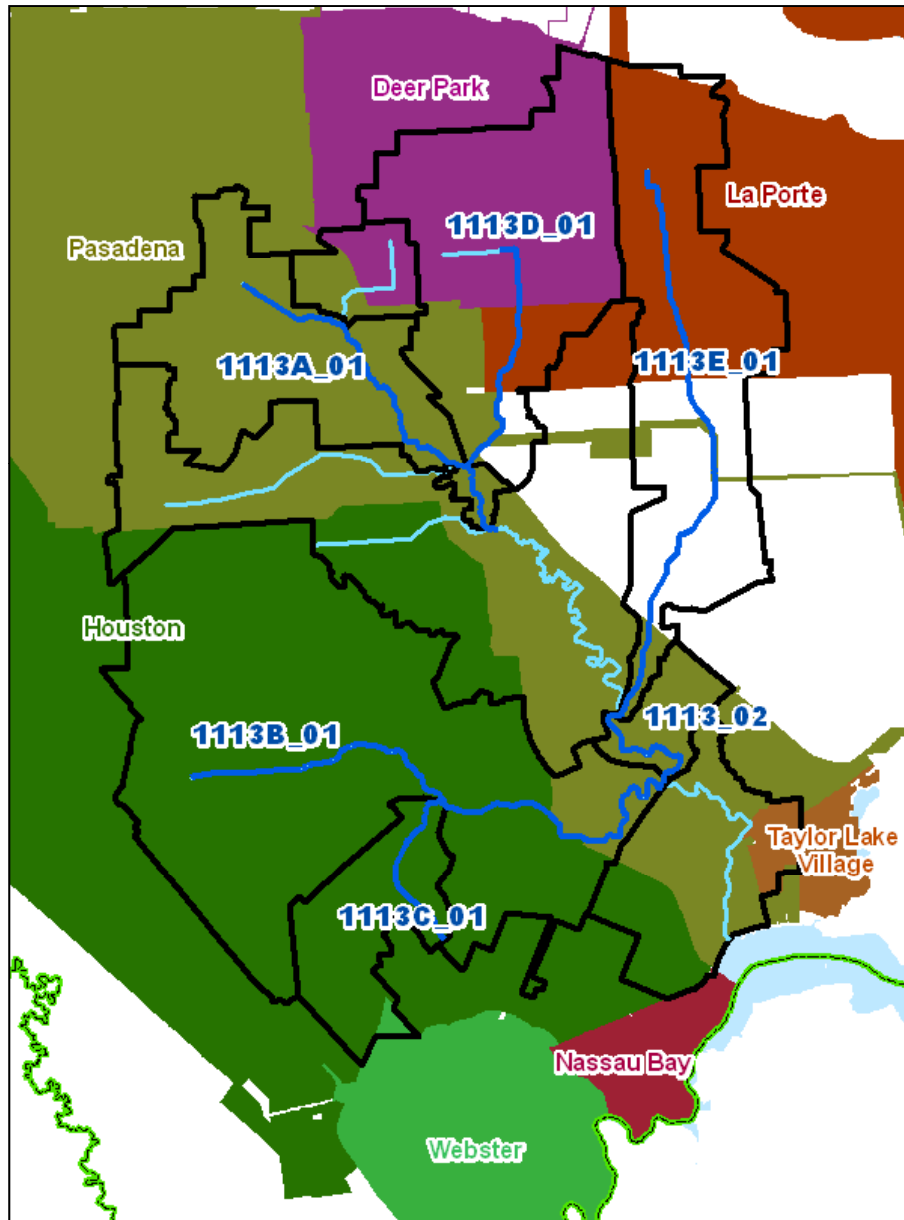 Deer Park
La Porte
1113D_01
Pasadena
1113A_01
1113E_01
Houston
1113_02
1113B_01
Taylor Lake
Village
1113C_01
Nassau Bay
Webster